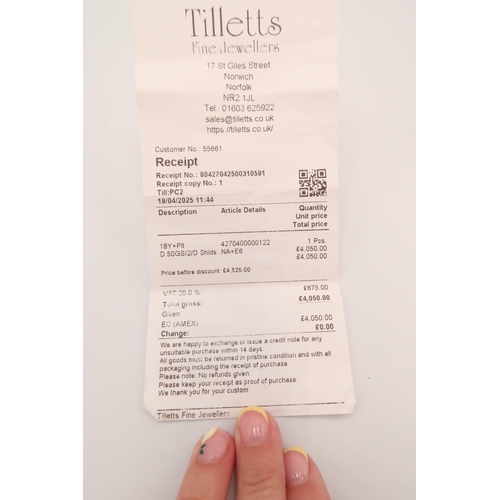 Tilletts
Fine Jewellers
17 St Giles Street
Norwich
Norfolk
NR2 1JL
Tel.: 01603 625922
sales@tilletts.co.uk
https://tilletts.co.uk/
Customer No.: 55661
Receipt
Receipt No.: 80427042500310591
Receipt copy No.: 1
Till:PC2
19/04/2025 11:44
Description Article Details Quantity
Unit price
Total price
18Y+Plt 4270400000122 1 Pcs.
D.50GSI2/D Shlds NA+E6 £4,050.00
£4,050.00
Price before discount: £4,525.00
VAT 20.0 %: £675.00
Total gross: £4,050.00
Given:
EC (AMEX) £4,050.00
Change: £0.00
We are happy to exchange or issue a credit note for any
unsuitable purchase within 14 days
All goods must be returned in pristine condition and with all
packaging including the receipt of purchase
Please note: No refunds given.
Please keep your receipt as proof of purchase
We thank you for your custom
Tilletts Fine Jewellers